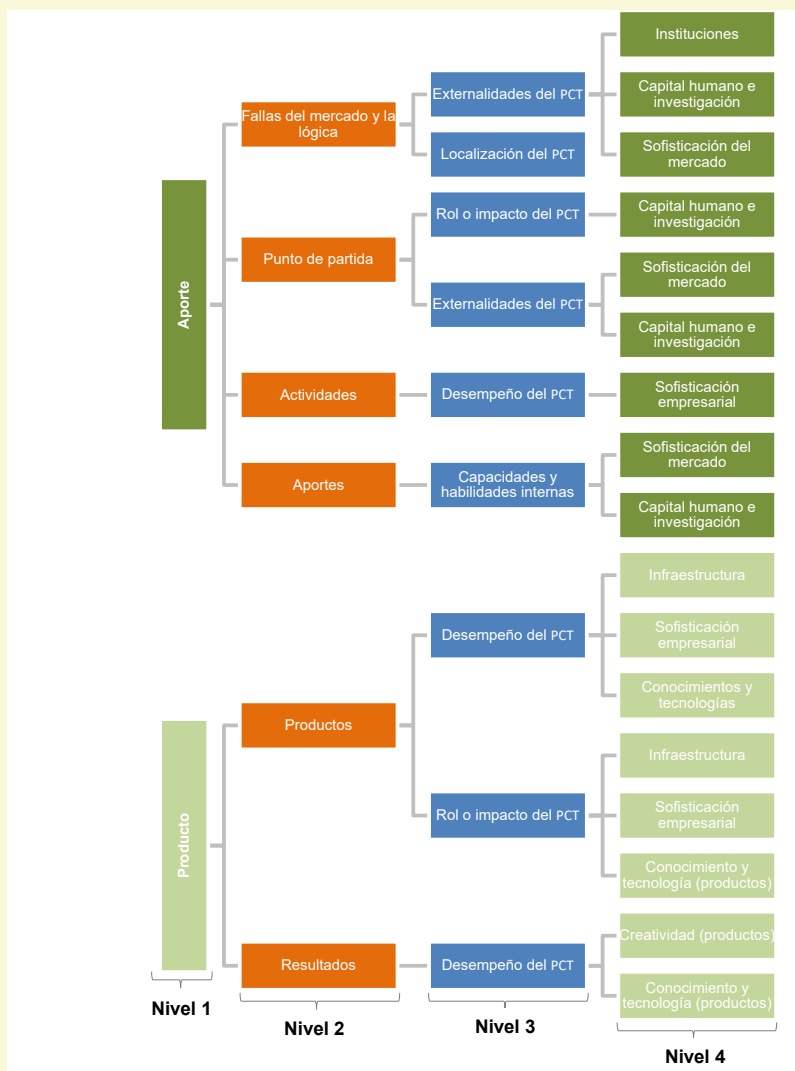 Instituciones
Externalidades del PCT
Capital humano e
investigación
Fallas del mercado y la
lógica
Localización del PCT
Sofisticación del
mercado
Rol o impacto del PCT
Capital humano e
investigación
Punto de partida
Sofisticación del
mercado
Aporte
Externalidades del PCT
Capital humano e
investigación
Actividades
Desempeño del PCT
Sofisticación
empresarial
Sofisticación del
mercado
Aportes
Capacidades y
habilidades internas
Capital humano e
investigación
Infraestructura
Desempeño del PCT
Sofisticación
empresarial
Conocimientos y
tecnologías
Productos
Infraestructura
Rol o impacto del PCT
Sofisticación
empresarial
Producto
Conocimiento y
tecnología (productos)
Creatividad (productos)
Resultados
Desempeño del PCT
Conocimiento y
tecnología (productos)
Nivel 1
Nivel 2
Nivel 3
Nivel 4